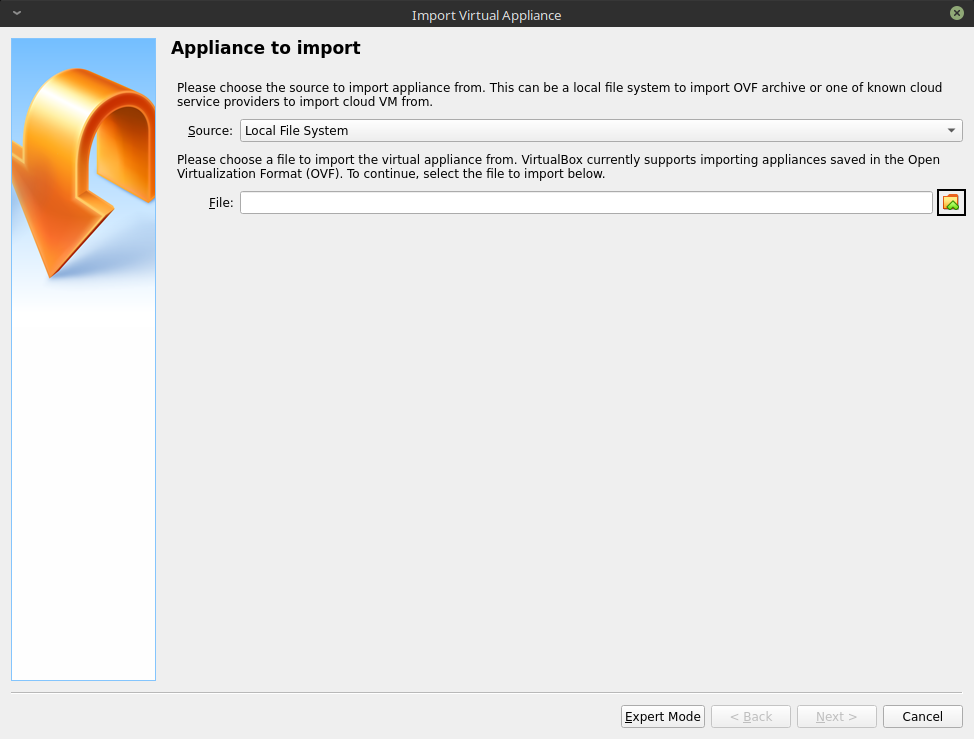 Import Virtual Appliance
Appliance to import
Please choose the source to import appliance from. This can be a local file system to import OVF archive or one of known cloud
service providers to import cloud VM from.
Source: Local File System
Please choose a file to import the virtual appliance from. VirtualBox currently supports importing appliances saved in the Open
Virtualization Format (OVF). To continue, select the file to import below.
File:
Expert Mode < Back Next > Cancel